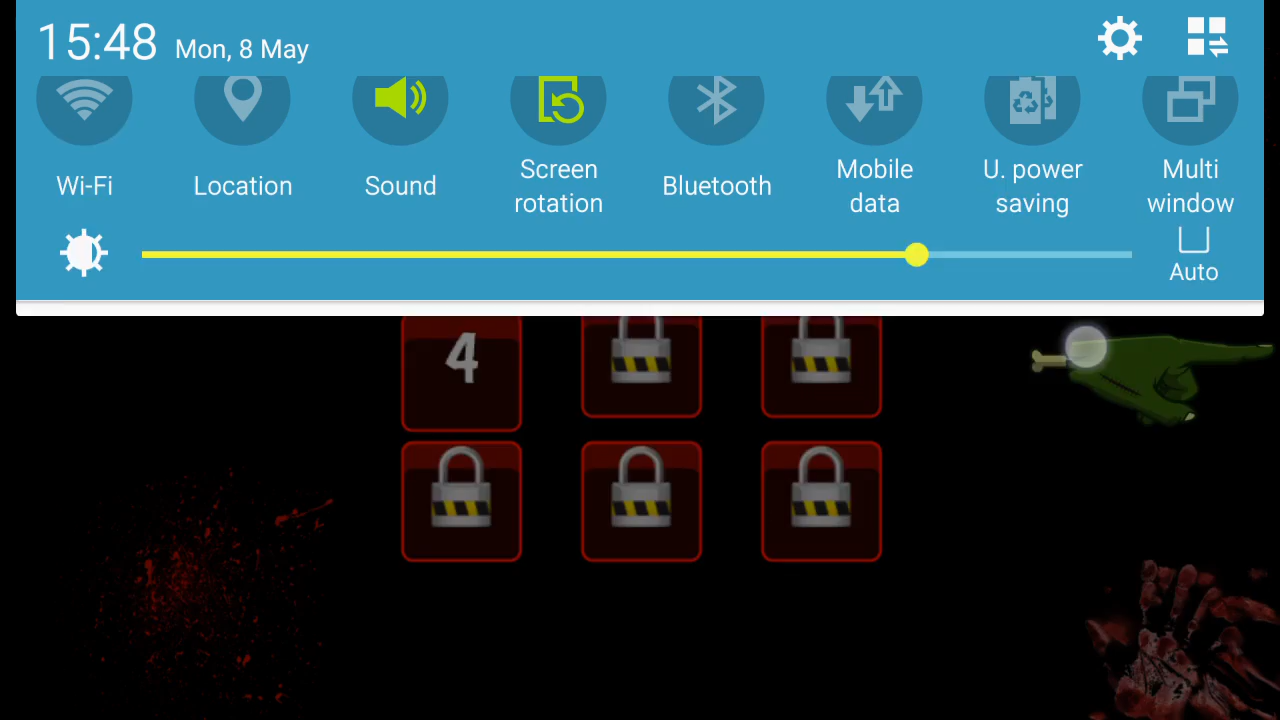 15:48 Mon, 8 May
Wi-Fi
Location
Sound
Screen
rotation
Bluetooth
Mobile
data
U. power
saving
Multi
window
Auto
4